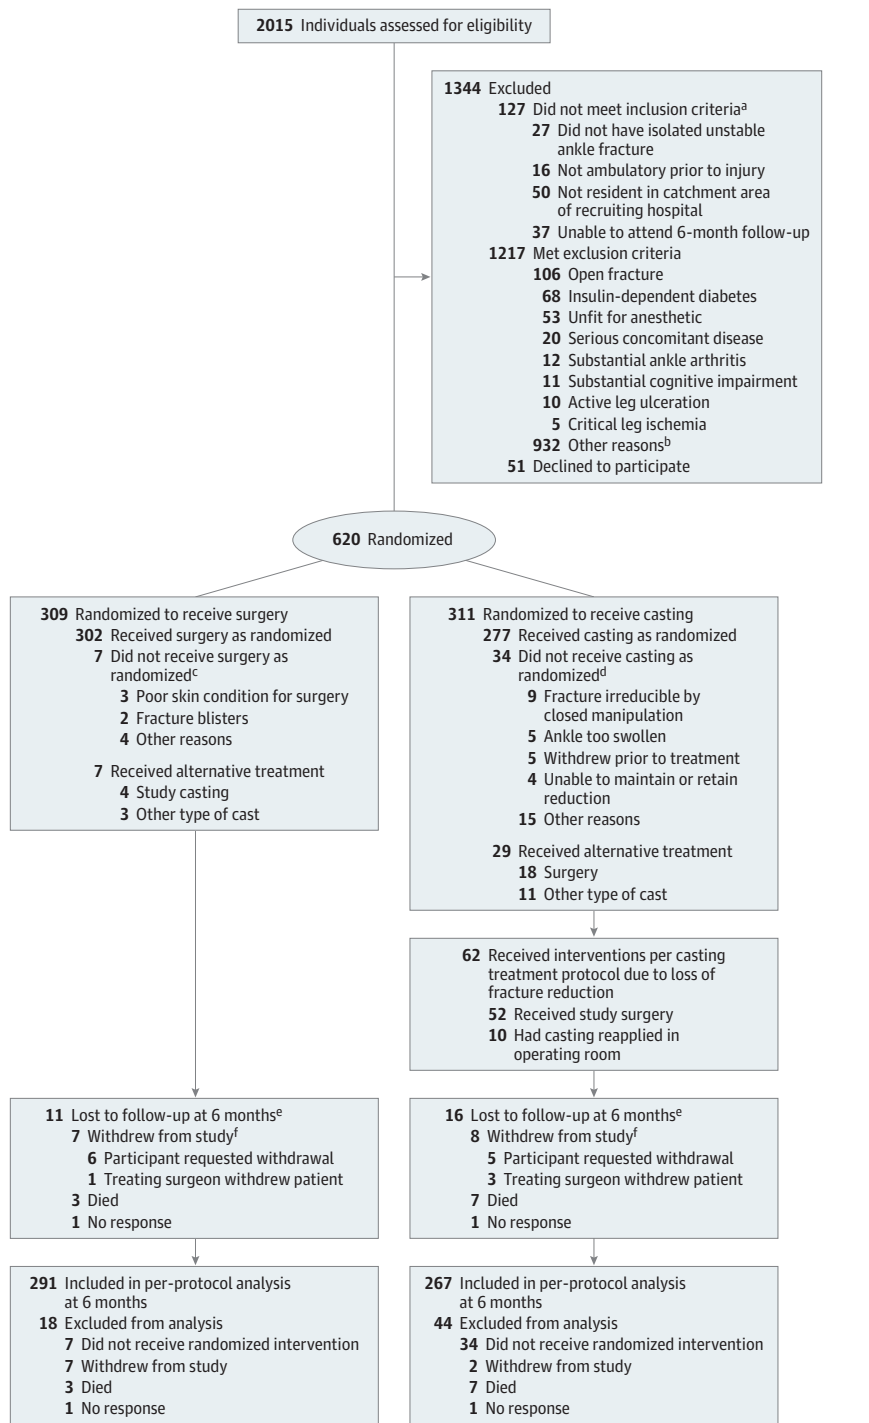 2015 Individuals assessed for eligibility
1344 Excluded
127 Did not meet inclusion criteriaa
27 Did not have isolated unstable
ankle fracture
16 Not ambulatory prior to injury
50 Not resident in catchment area
of recruiting hospital
37 Unable to attend 6-month follow-up
1217 Met exclusion criteria
106 Open fracture
68 Insulin-dependent diabetes
53 Unfit for anesthetic
20 Serious concomitant disease
12 Substantial ankle arthritis
11 Substantial cognitive impairment
10 Active leg ulceration
5 Critical leg ischemia
932 Other reasonsb
51 Declined to participate
620 Randomized
309 Randomized to receive surgery
302 Received surgery as randomized
7 Did not receive surgery as
randomizedc
3 Poor skin condition for surgery
2 Fracture blisters
4 Other reasons
7 Received alternative treatment
4 Study casting
3 Other type of cast
311 Randomized to receive casting
277 Received casting as randomized
34 Did not receive casting as
randomizedd
9 Fracture irreducible by
closed manipulation
5 Ankle too swollen
5 Withdrew prior to treatment
4 Unable to maintain or retain
reduction
15 Other reasons
29 Received alternative treatment
18 Surgery
11 Other type of cast
62 Received interventions per casting
treatment protocol due to loss of
fracture reduction
52 Received study surgery
10 Had casting reapplied in
operating room
11 Lost to follow-up at 6 monthse
7 Withdrew from studyf
6 Participant requested withdrawal
1 Treating surgeon withdrew patient
3 Died
1 No response
16 Lost to follow-up at 6 monthse
8 Withdrew from studyf
5 Participant requested withdrawal
3 Treating surgeon withdrew patient
7 Died
1 No response
291 Included in per-protocol analysis
at 6 months
18 Excluded from analysis
7 Did not receive randomized intervention
7 Withdrew from study
3 Died
1 No response
267 Included in per-protocol analysis
at 6 months
44 Excluded from analysis
34 Did not receive randomized intervention
2 Withdrew from study
7 Died
1 No response